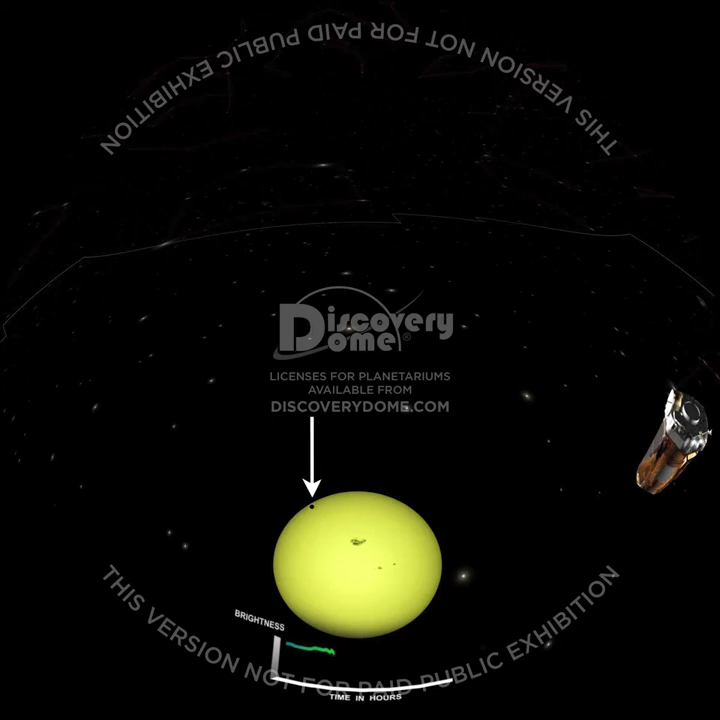 THIS VERSION NOT FOR PAID PUBLIC EXHIBITION
Discovery
Dome®
LICENSES FOR PLANETARIUMS
AVAILABLE FROM
DISCOVERYDOME.COM
BRIGHTNESS
TIME IN HOURS
THIS VERSION NOT FOR PAID PUBLIC EXHIBITION